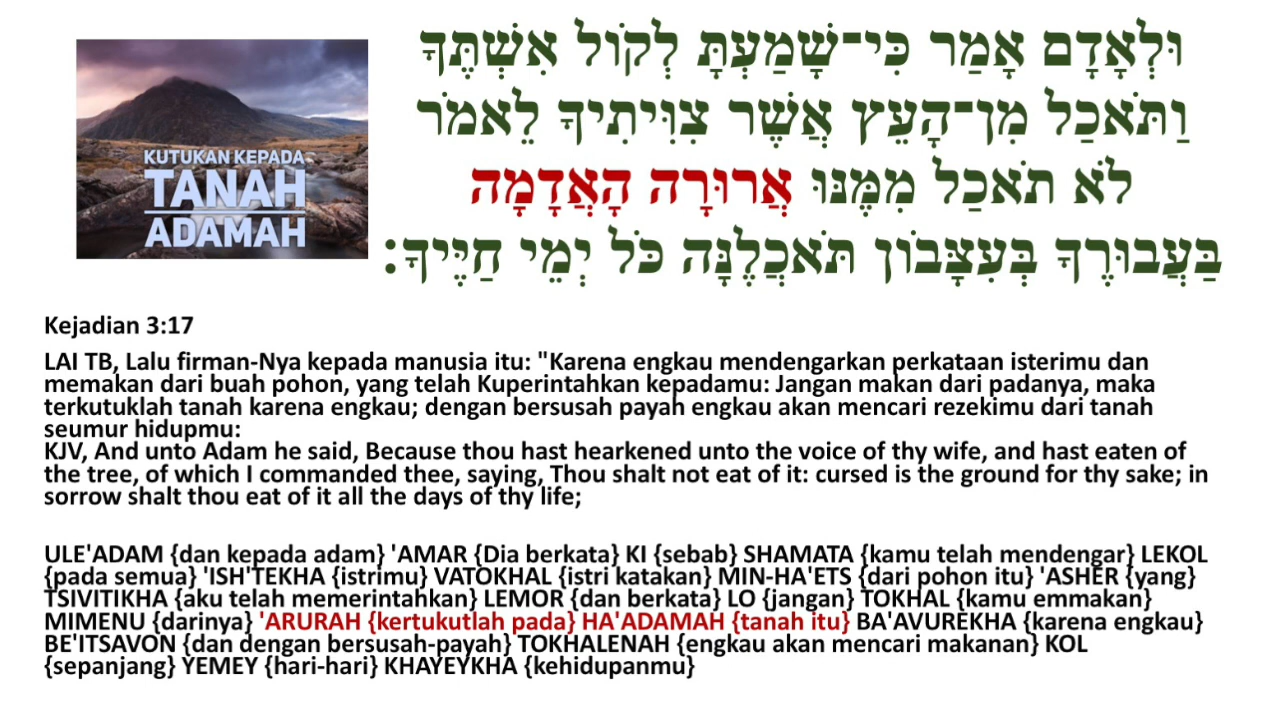 KUTUKAN KEPADA
TANAH
ADAMAH
וּלְאָדָם אָמַר כִּי־שָׁמַעְתָּ לְקוֹל אִשְׁתֶּךָ
וַתֹּאכַל מִן־הָעֵץ אֲשֶׁר צִוִּיתִיךָ לֵאמֹר
לֹא תֹאכַל מִמֶּנּוּ אֲרוּרָה הָאֲדָמָה
בַּעֲבוּרֶךָ בְּעִצָּבוֹן תֹּאכֲלֶנָּה כֹּל יְמֵי חַיֶּיךָ׃
Kejadian 3:17
LAI TB, Lalu firman-Nya kepada manusia itu: "Karena engkau mendengarkan perkataan isterimu dan
memakan dari buah pohon, yang telah Kuperintahkan kepadamu: Jangan makan dari padanya, maka
terkutuklah tanah karena engkau; dengan bersusah payah engkau akan mencari rezekimu dari tanah
seumur hidupmu:
KJV, And unto Adam he said, Because thou hast hearkened unto the voice of thy wife, and hast eaten of
the tree, of which I commanded thee, saying, Thou shalt not eat of it: cursed is the ground for thy sake; in
sorrow shalt thou eat of it all the days of thy life;
ULE'ADAM {dan kepada adam} 'AMAR {Dia berkata} KI {sebab} SHAMATA {kamu telah mendengar} LEKOL
{pada semua} 'ISH'TEKHA {istrimu} VATOKHAL {istri katakan} MIN-HA'ETS {dari pohon itu} 'ASHER {yang}
TSIVITIKHA {aku telah memerintahkan} LEMOR {dan berkata} LO {jangan} TOKHAL {kamu emmakan}
MIMENU {darinya} 'ARURAH {kertukutlah pada} HA'ADAMAH {tanah itu} BA'AVUREKHA {karena engkau}
BE'ITSAVON {dan dengan bersusah-payah} TOKHALENAH {engkau akan mencari makanan} KOL
{sepanjang} YEMEY {hari-hari} KHAYEYKHA {kehidupanmu}